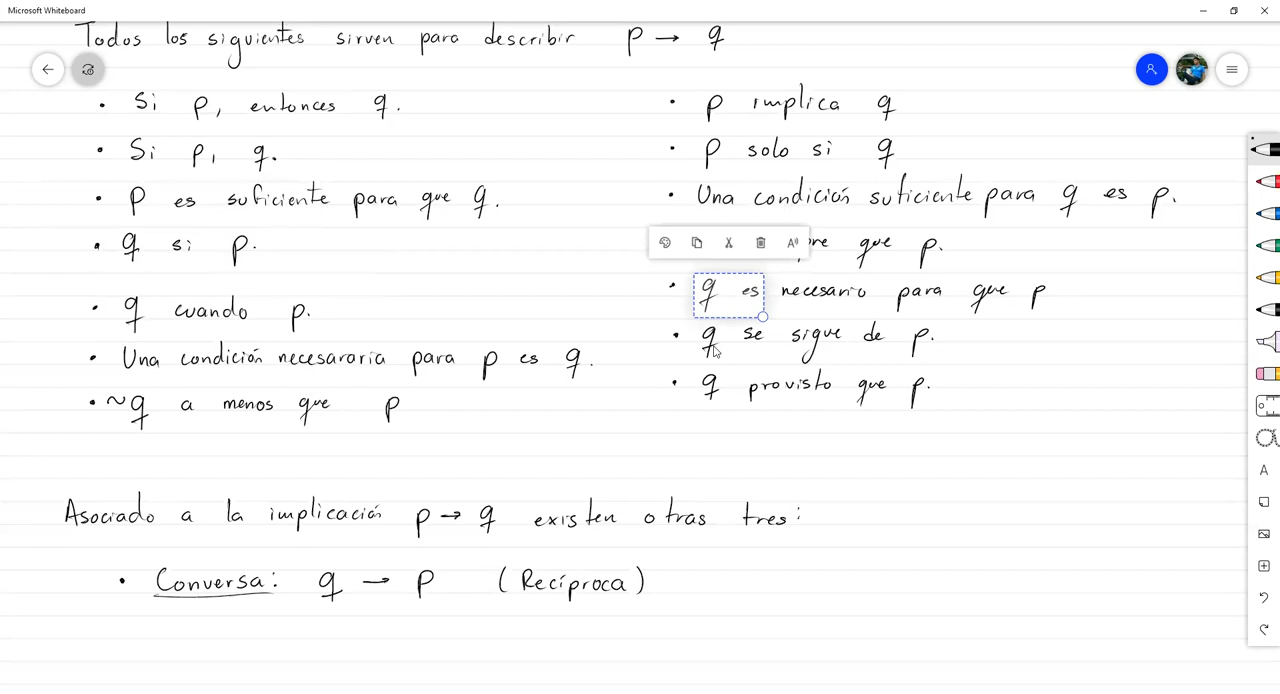 Microsoft Whiteboard
Todos los siguientes sirven para describir p → q
• Si p, entonces q.
• Si p, q.
• P es suficiente para que q.
• q si p.
• q cuando p.
• Una condición necesararia para p es q.
• ~q a menos que p
• p implica q
• p solo si q
• Una condición suficiente para q es p.
que p.
• q es necesario para que p
• q se sigue de p.
• q provisto que p.
Asociado a la implicación p → q existen otras tres:
• Conversa: q → p (Recíproca)